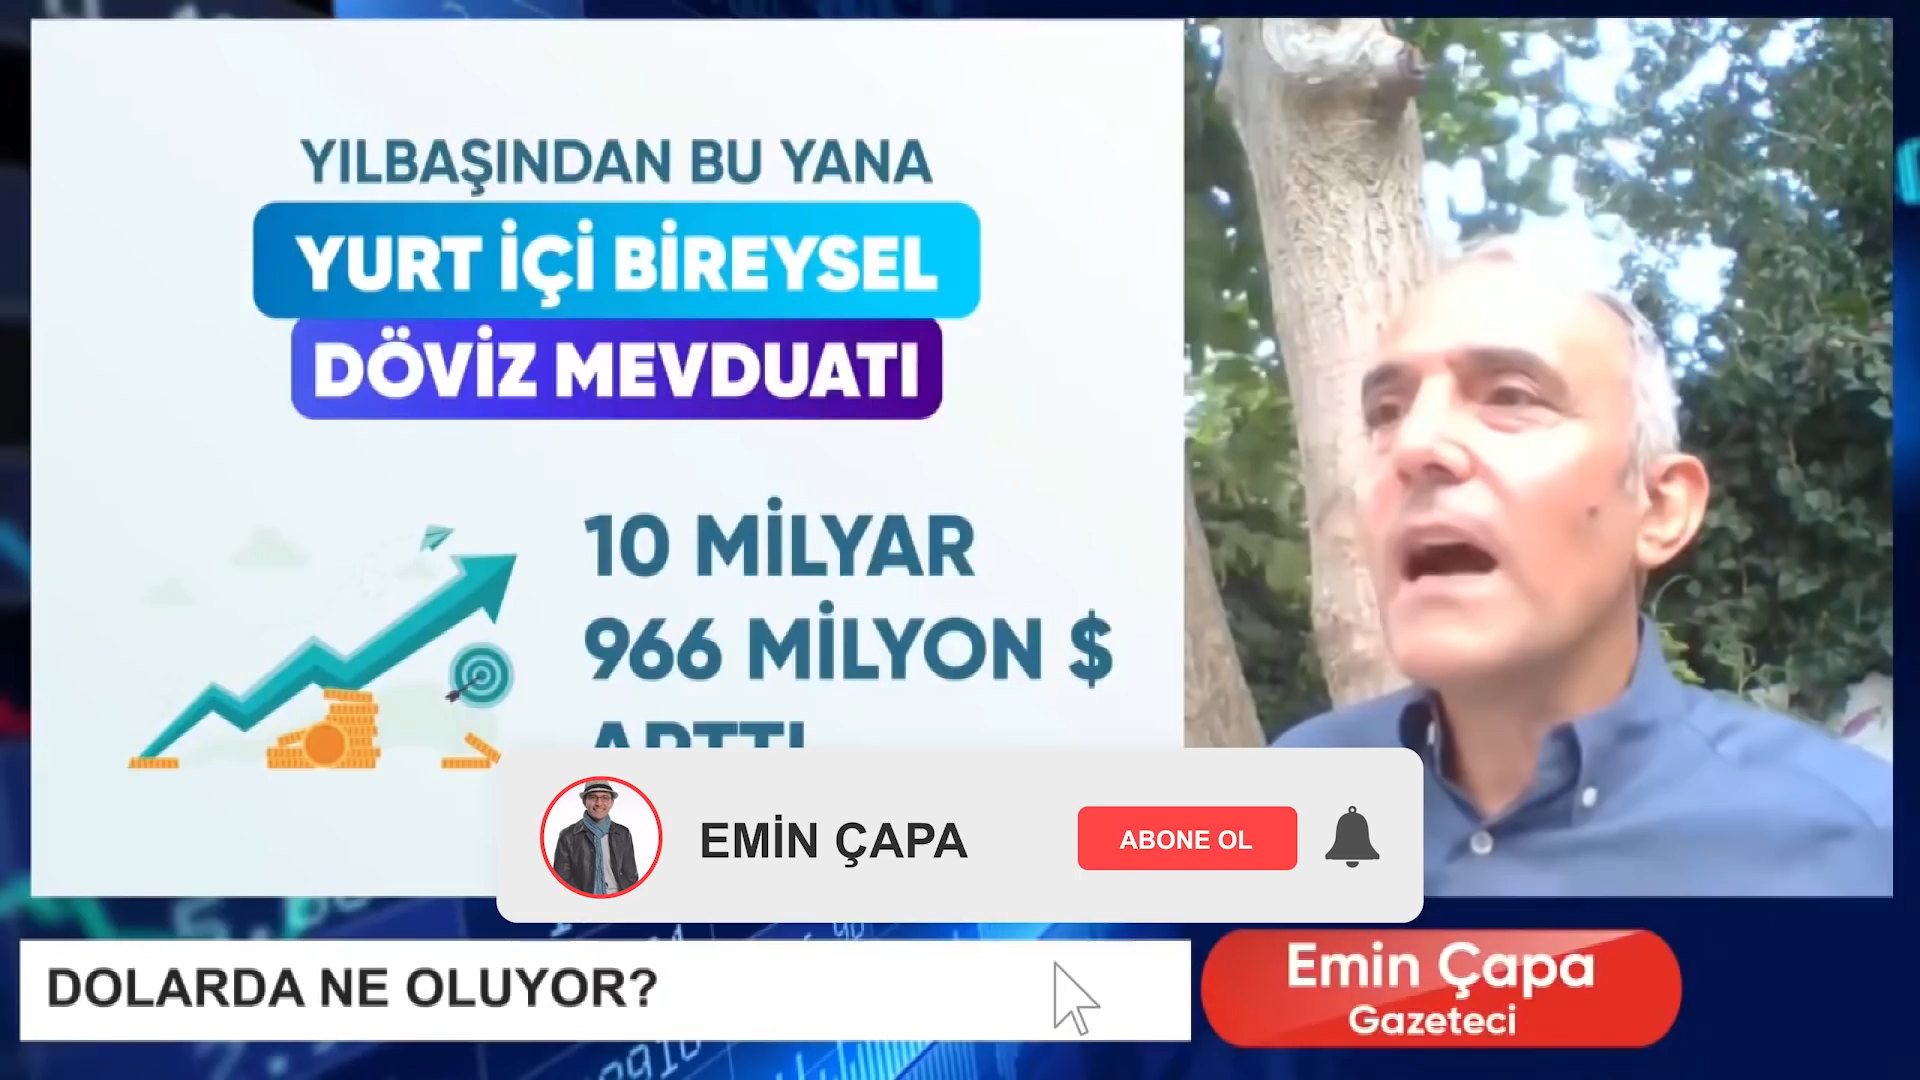 YILBAŞINDAN BU YANA
YURT İÇİ BİREYSEL
DÖVİZ MEVDUATI
10 MİLYAR
966 MİLYON $
ARTTI
EMİN ÇAPA
ABONE OL
DOLARDA NE OLUYOR?
Emin Çapa
Gazeteci